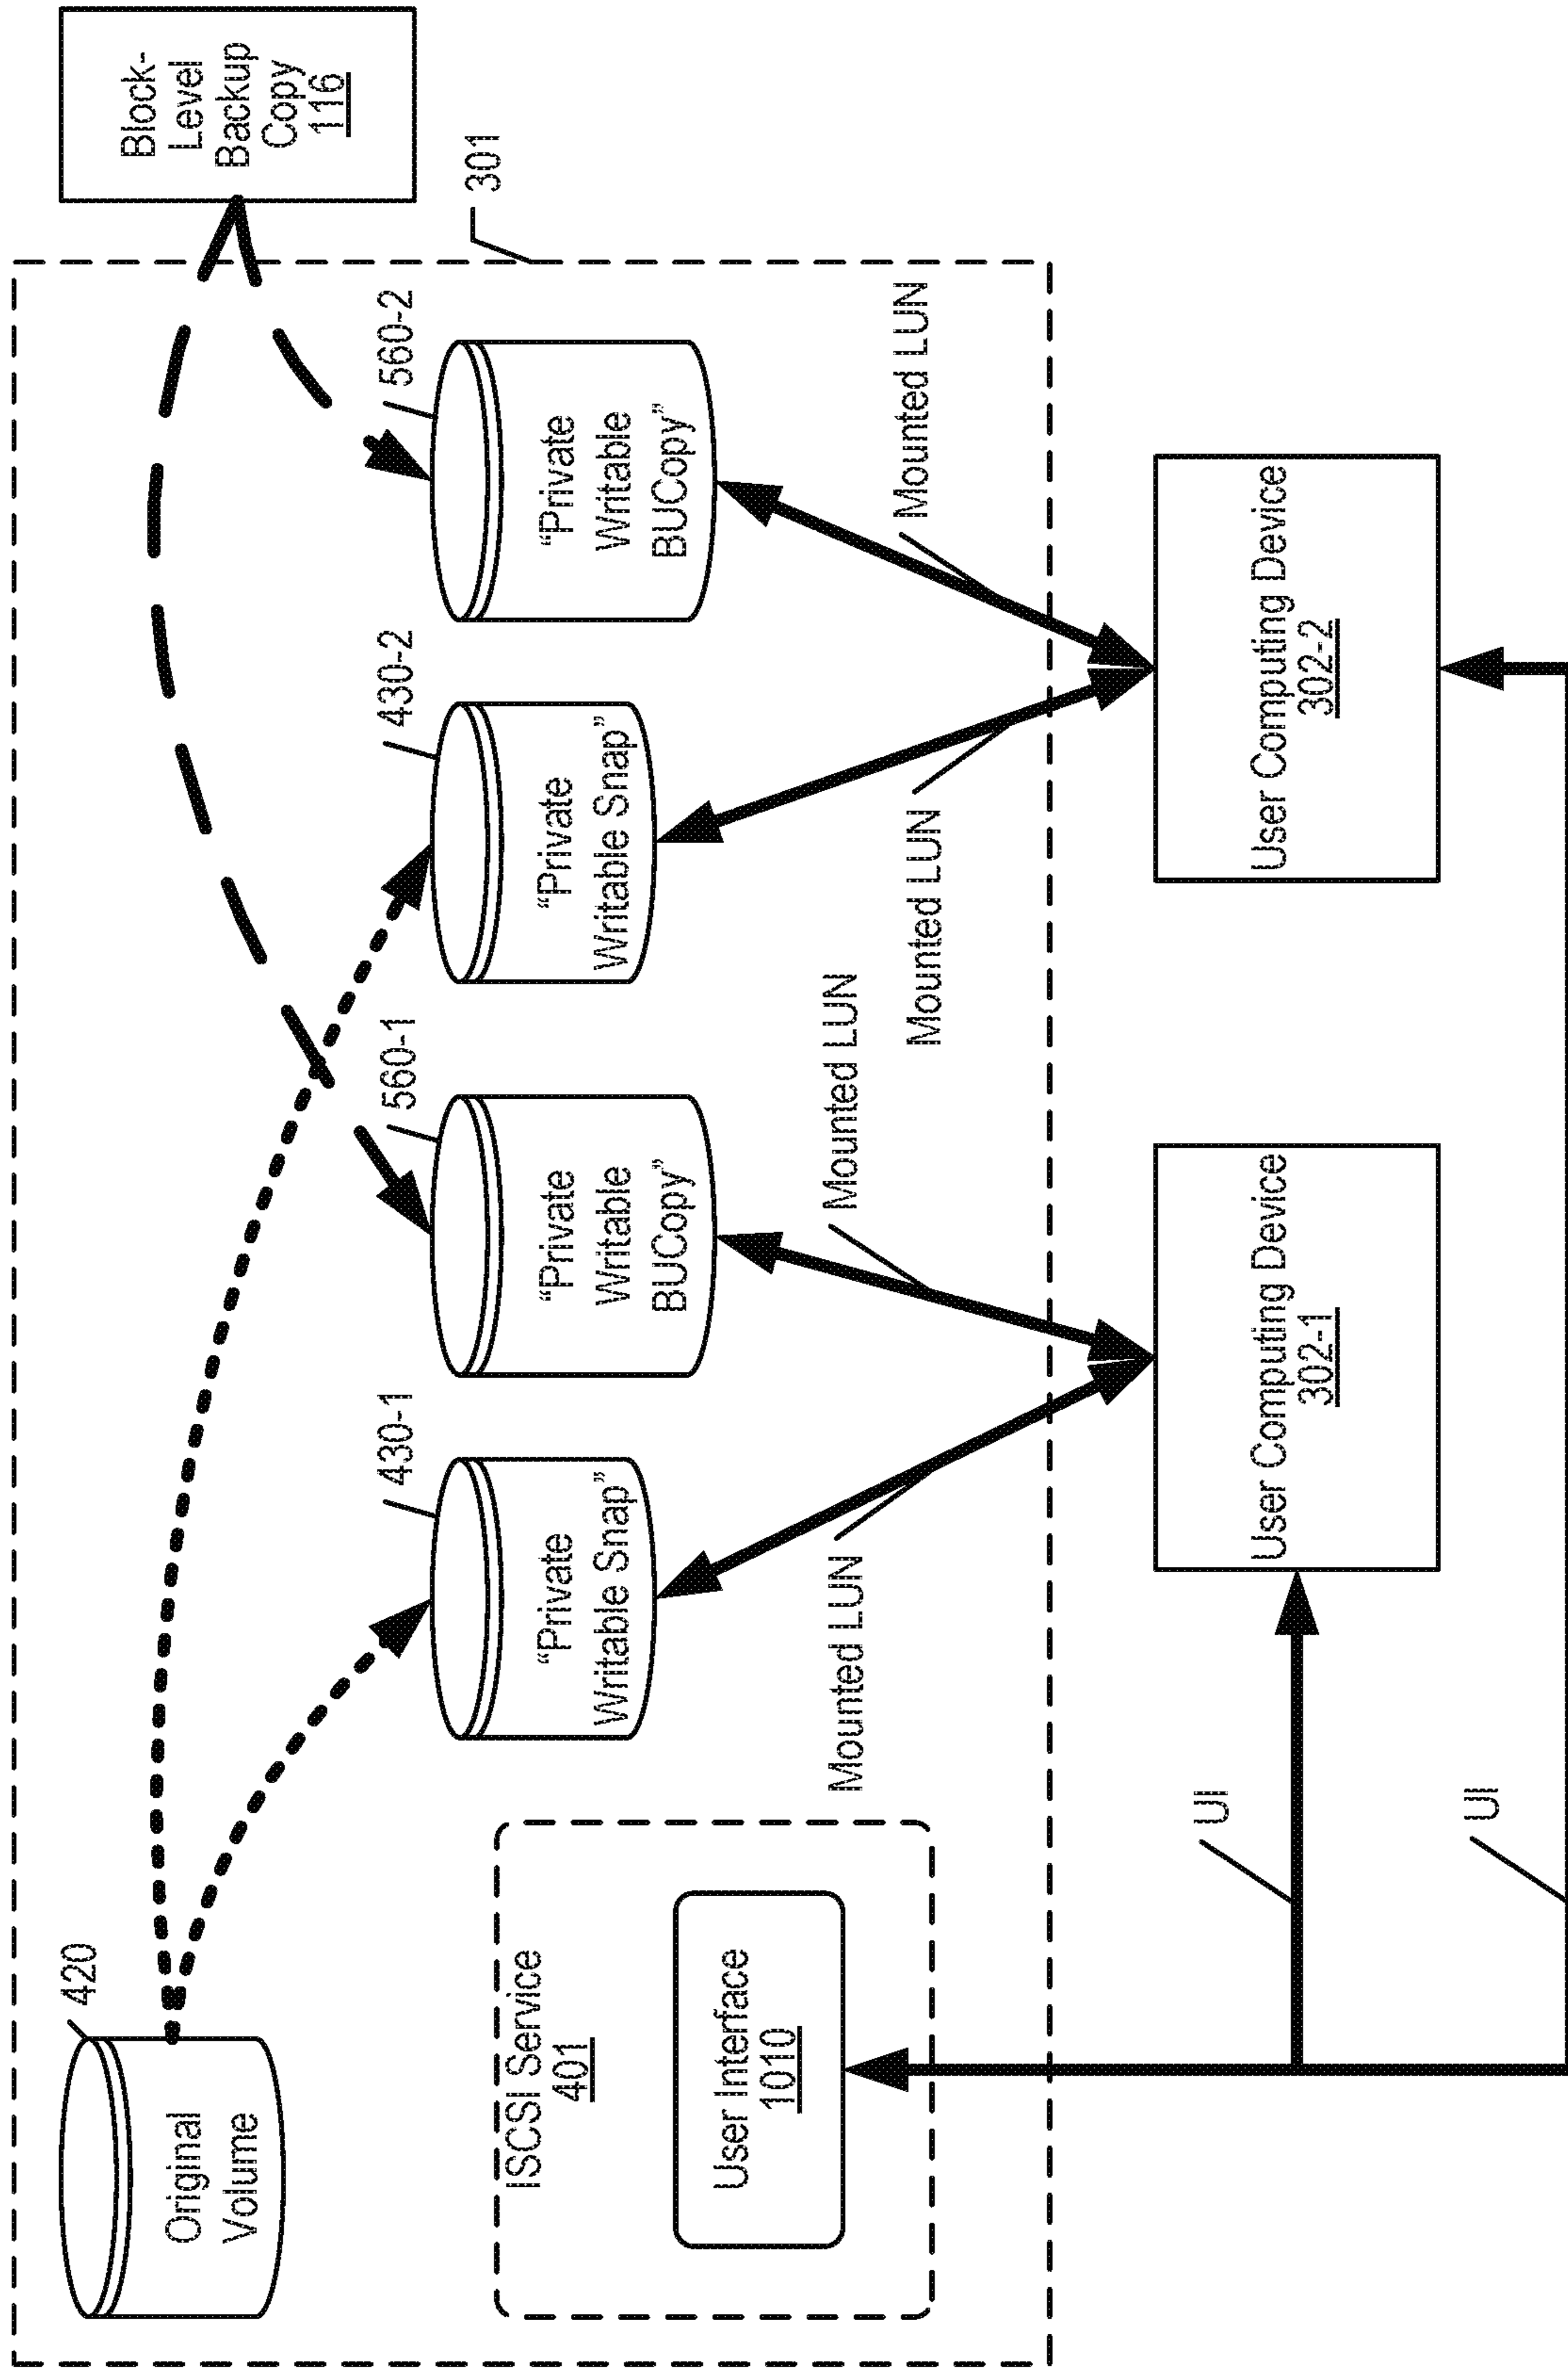 420
Original
Volume
Block-
Level
Backup
Copy
116
301
430-1
"Private
Writable Snap"
560-1
"Private
Writable
BUCopy"
430-2
"Private
Writable Snap"
560-2
"Private
Writable
BUCopy"
iSCSI Service
401
User Interface
1010
Mounted LUN
Mounted LUN
Mounted LUN
Mounted LUN
UI
User Computing Device
302-1
User Computing Device
302-2
UI